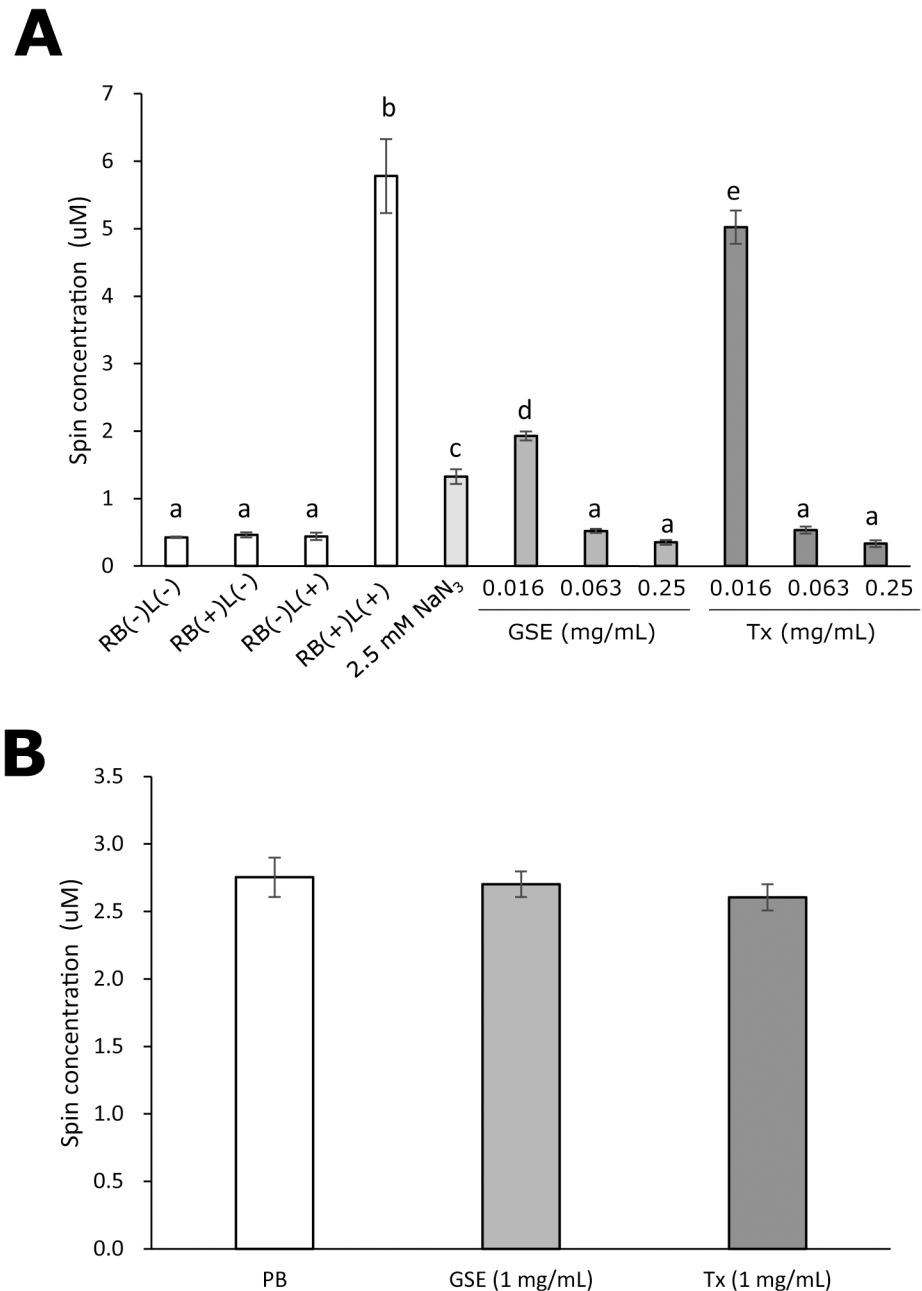 A
Spin concentration (uM)
7
6
5
4
3
2
1
0
a
a
a
b
c
d
a
a
e
a
a
RB(-)L(-)
RB(+)L(-)
RB(-)L(+)
RB(+)L(+)
2.5 mM NaN₃
0.016 0.063 0.25
GSE (mg/mL)
0.016 0.063 0.25
Tx (mg/mL)
B
Spin concentration (uM)
3.5
3.0
2.5
2.0
1.5
1.0
0.5
0.0
PB
GSE (1 mg/mL)
Tx (1 mg/mL)